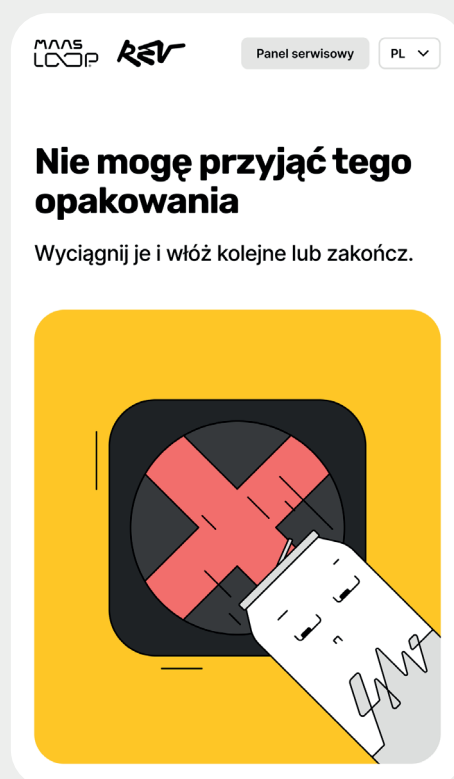 MAAS
LOOP
REV
Panel serwisowy
PL
Nie mogę przyjąć tego
opakowania
Wyciągnij je i włóż kolejne lub zakończ.